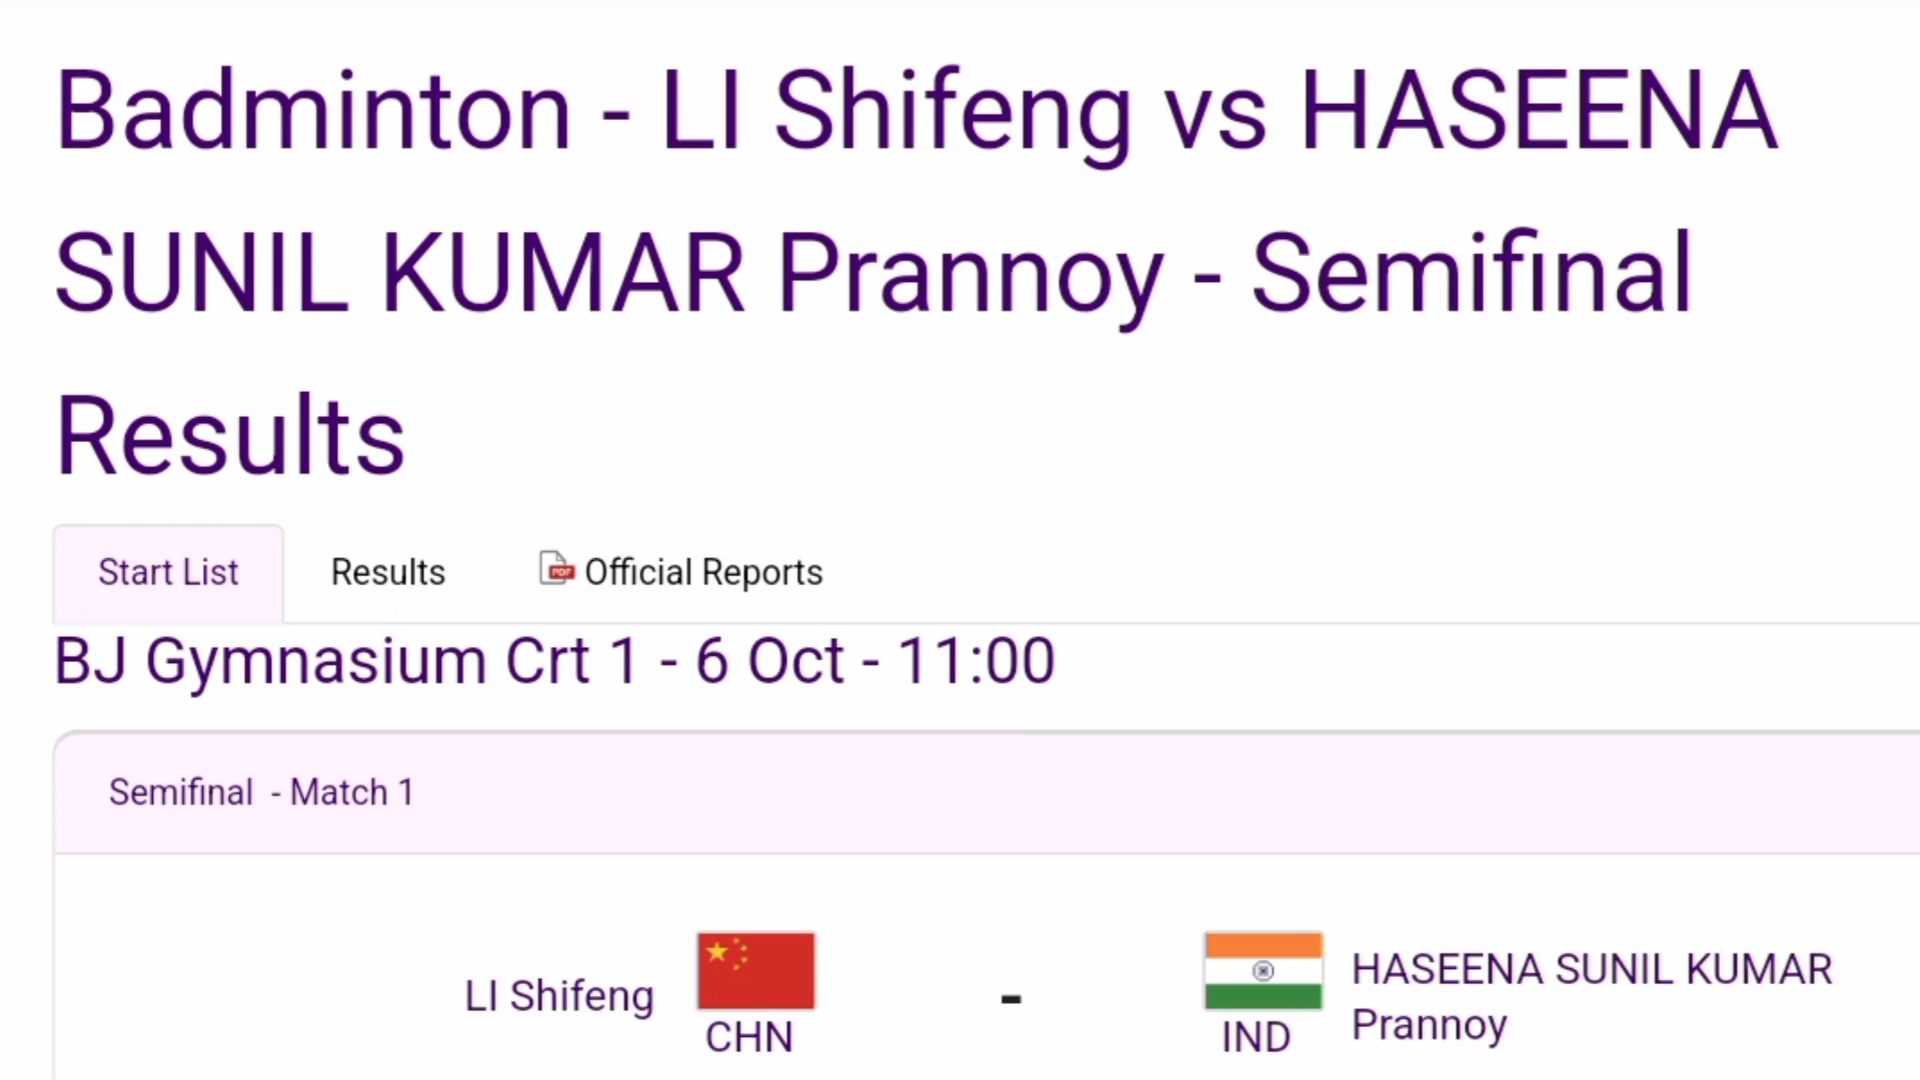 Badminton - LI Shifeng vs HASEENA
SUNIL KUMAR Prannoy - Semifinal
Results
Start List Results PDF Official Reports
BJ Gymnasium Crt 1 - 6 Oct - 11:00
Semifinal - Match 1
LI Shifeng CHN - IND HASEENA SUNIL KUMAR
Prannoy